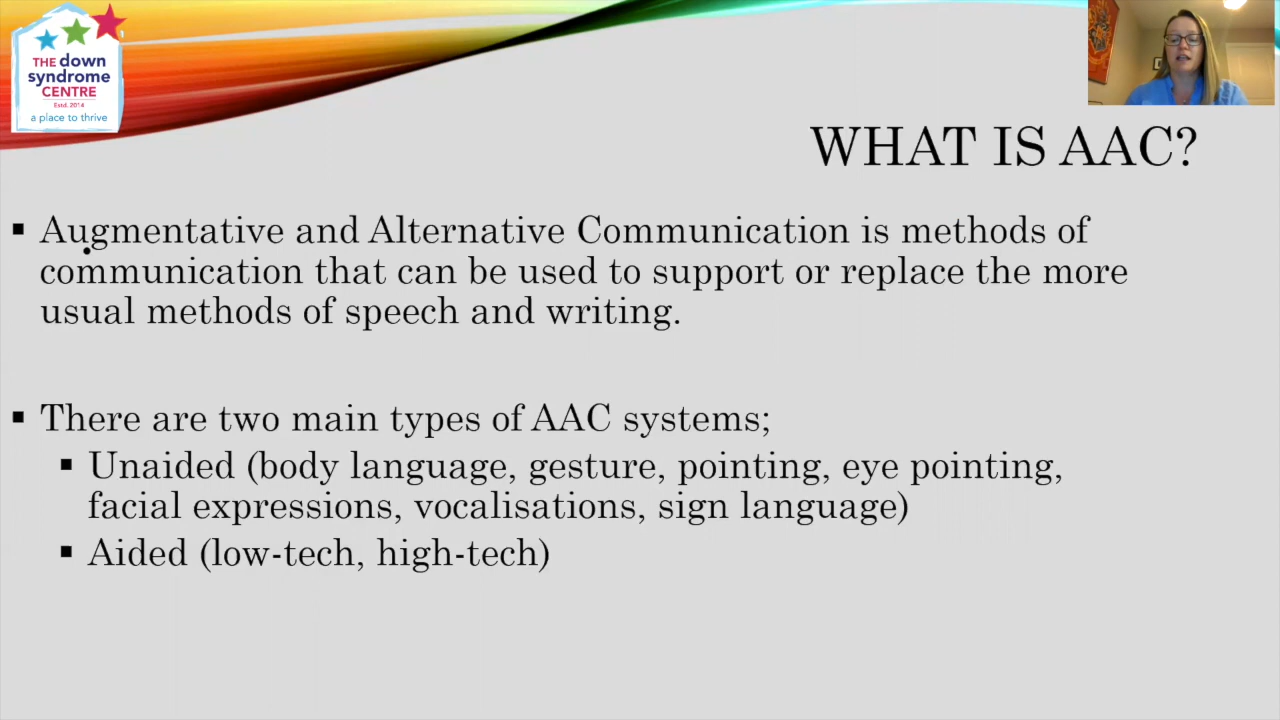 THE down
syndrome
CENTRE
Estd. 2014
a place to thrive
WHAT IS AAC?
▪ Augmentative and Alternative Communication is methods of
communication that can be used to support or replace the more
usual methods of speech and writing.
▪ There are two main types of AAC systems;
▪ Unaided (body language, gesture, pointing, eye pointing,
facial expressions, vocalisations, sign language)
▪ Aided (low-tech, high-tech)